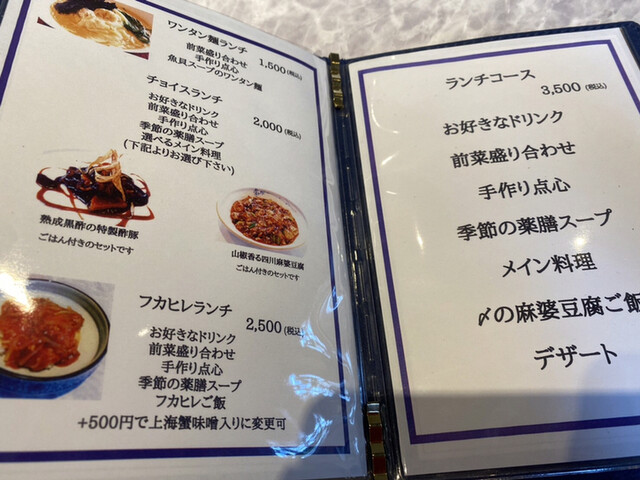 ワンタン麺ランチ
1,500(税込)
前菜盛り合わせ
手作り点心
魚貝スープのワンタン麺
チョイスランチ
2,000(税込)
お好きなドリンク
前菜盛り合わせ
手作り点心
季節の薬膳スープ
選べるメイン料理
(下記よりお選び下さい)
熟成黒酢の特製酢豚
ごはん付きのセットです
山椒香る四川麻婆豆腐
ごはん付きのセットです
フカヒレランチ
2,500(税込)
お好きなドリンク
前菜盛り合わせ
手作り点心
季節の薬膳スープ
フカヒレご飯
+500円で上海蟹味噌入りに変更可
ランチコース
3,500(税込)
お好きなドリンク
前菜盛り合わせ
手作り点心
季節の薬膳スープ
メイン料理
〆の麻婆豆腐ご飯
デザート